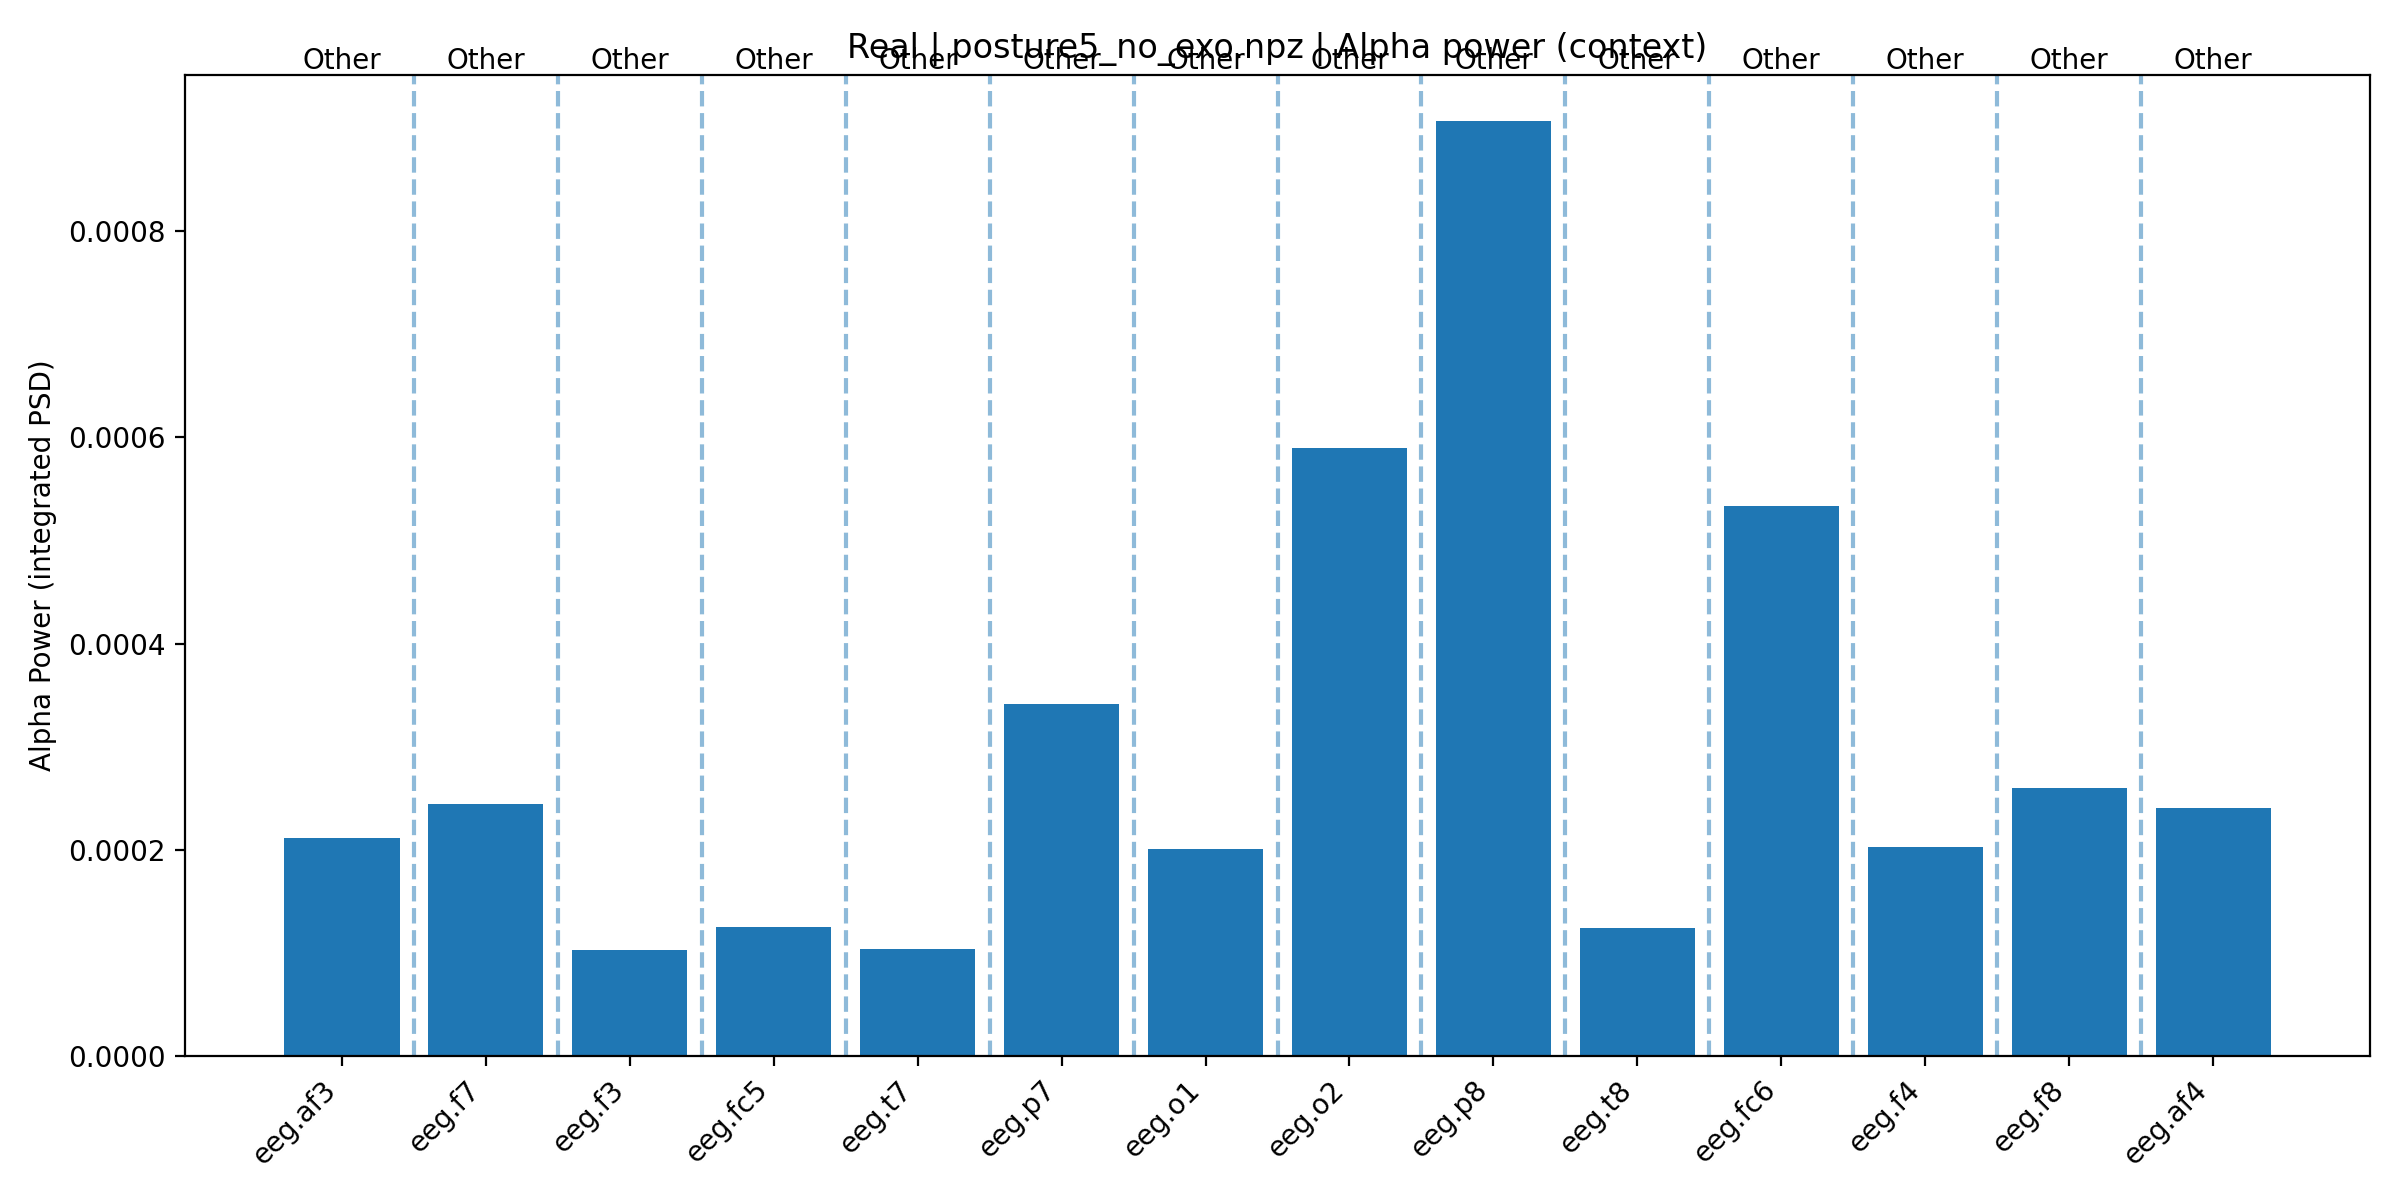 Real | posture5_no_exo.npz | Alpha power (context)
Other Other Other Other Other Other Other Other Other Other Other Other Other Other
Alpha Power (integrated PSD)
0.0008
0.0006
0.0004
0.0002
0.0000
eeg.af3 eeg.f7 eeg.f3 eeg.fc5 eeg.t7 eeg.p7 eeg.o1 eeg.o2 eeg.p8 eeg.t8 eeg.fc6 eeg.f4 eeg.f8 eeg.af4